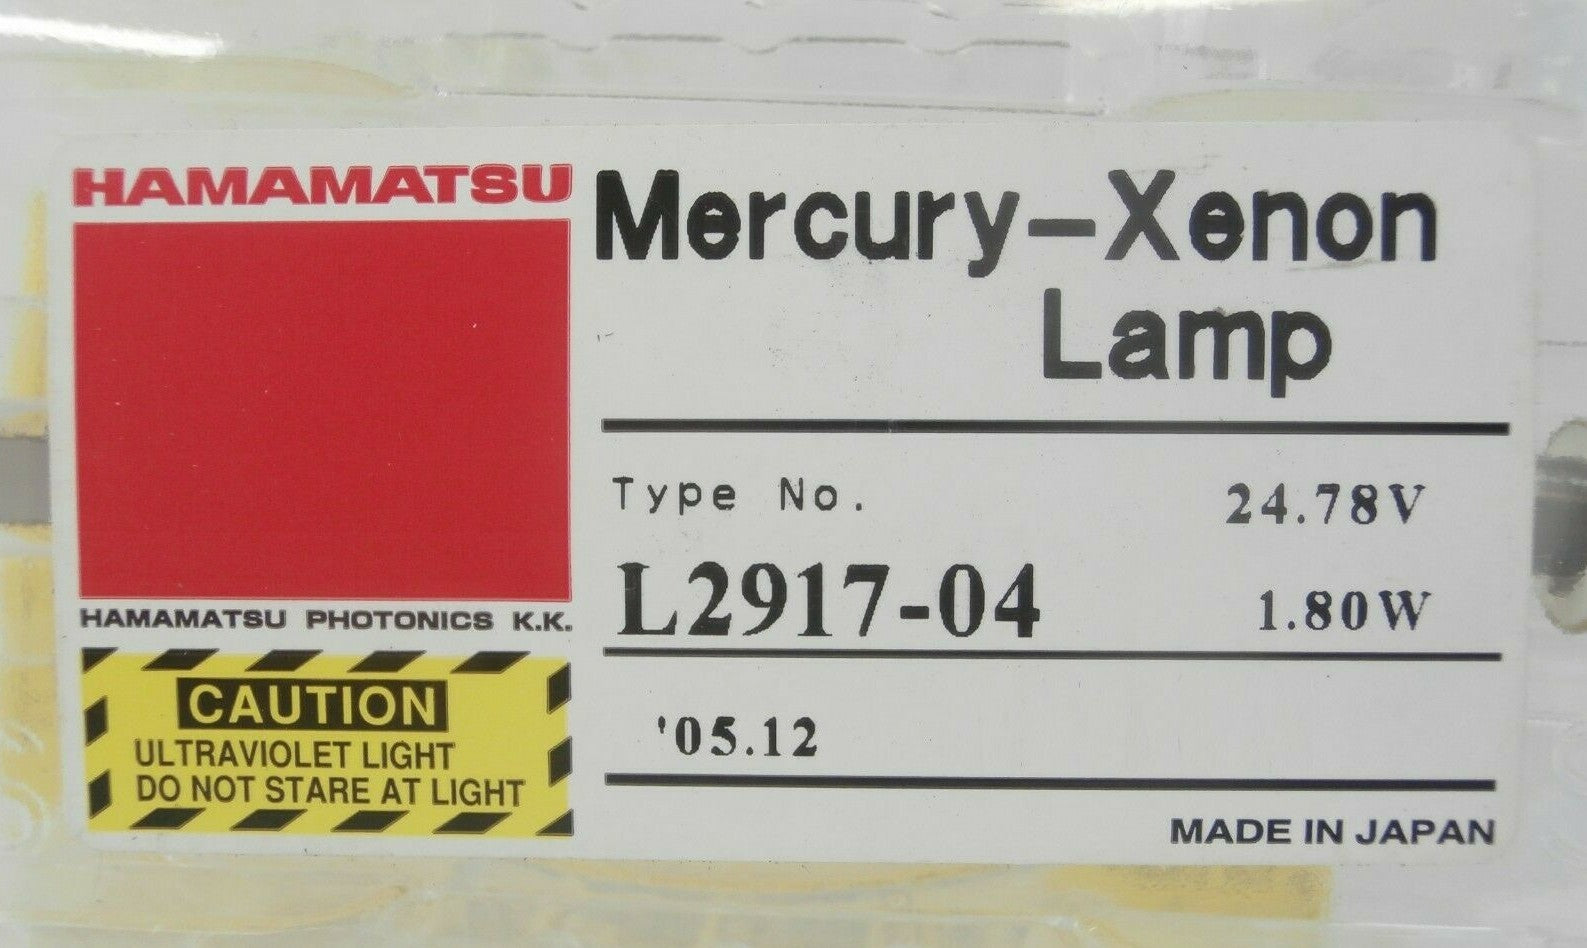 HAMAMATSU
HAMAMATSU PHOTONICS K.K.
CAUTION
ULTRAVIOLET LIGHT
DO NOT STARE AT LIGHT
Mercury-Xenon
Lamp
Type No.
24.78V
L2917-04
1.80W
'05.12
MADE IN JAPAN